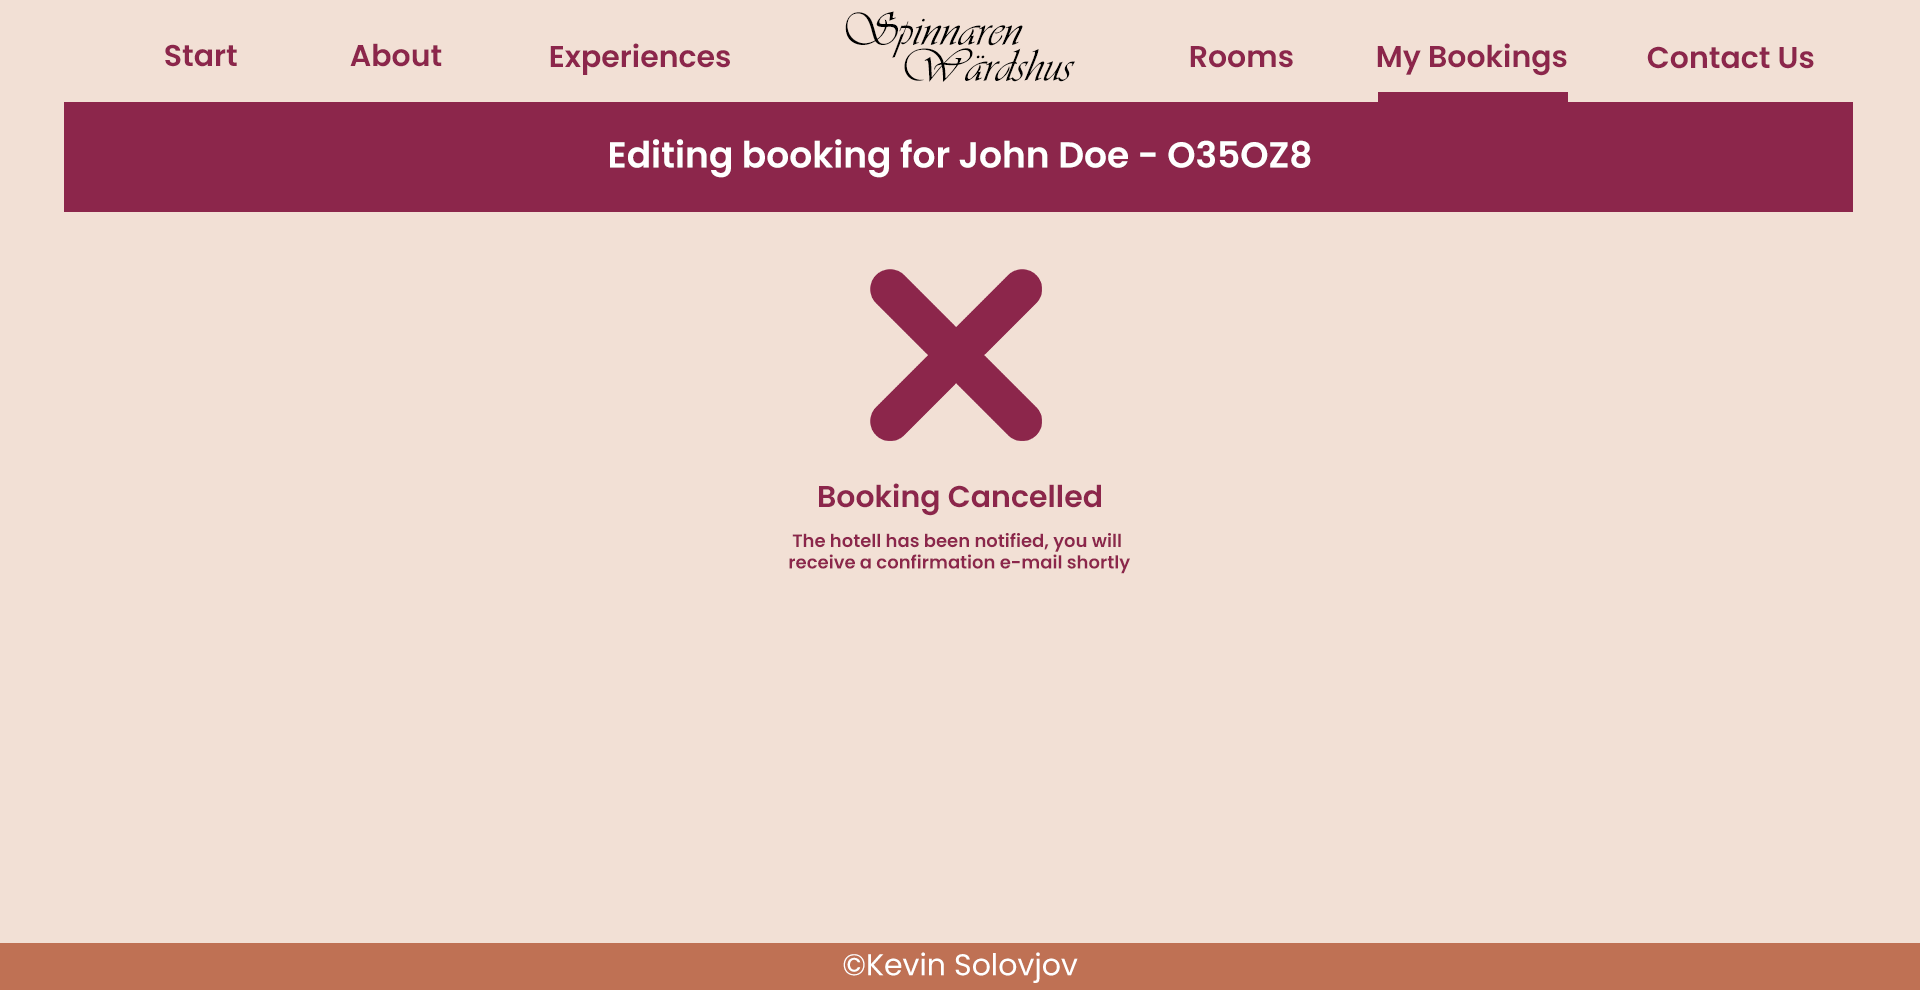 Start
About
Experiences
Spinnaren
Wärdshus
Rooms
My Bookings
Contact Us
Editing booking for John Doe - O35OZ8
Booking Cancelled
The hotell has been notified, you will
receive a confirmation e-mail shortly
©Kevin Solovjov